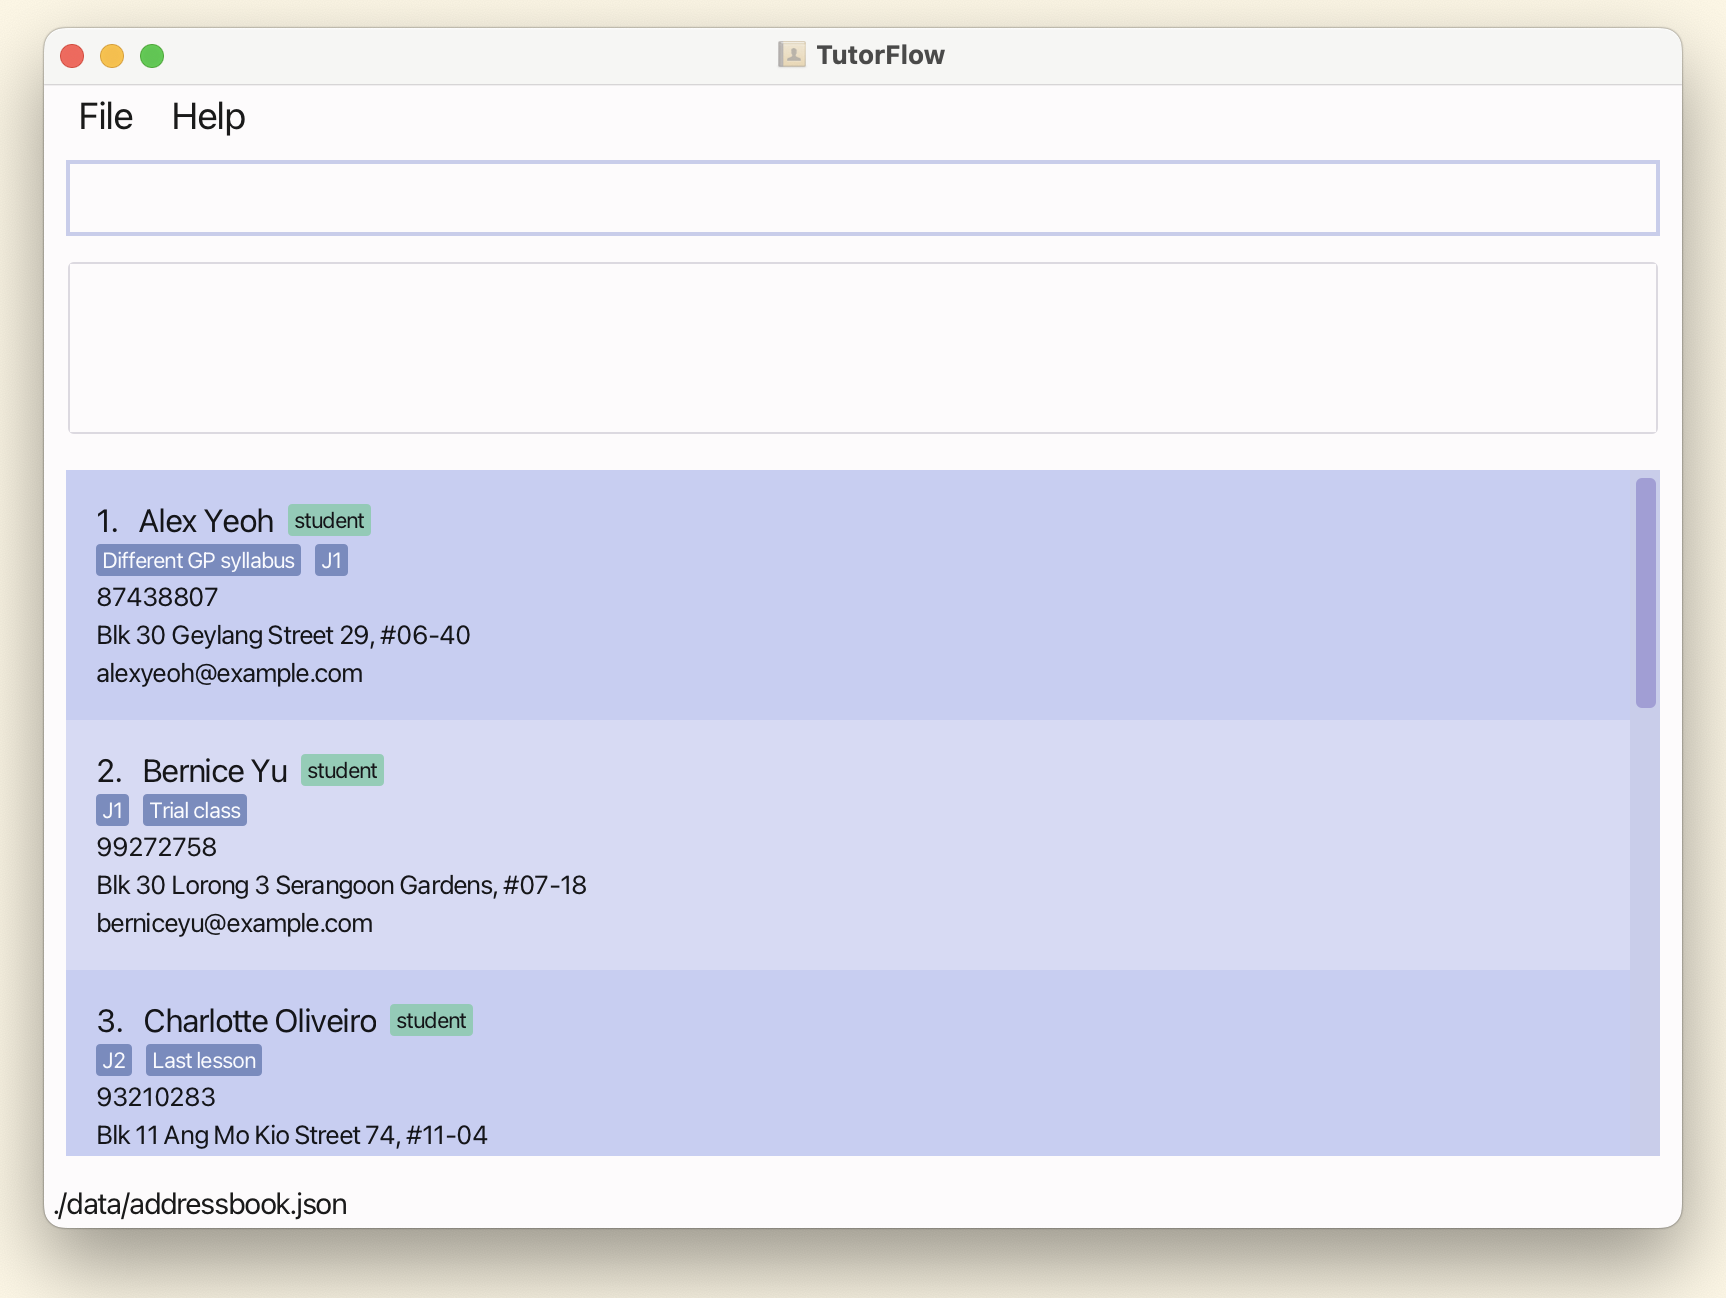 TutorFlow
File Help
1. Alex Yeoh student
Different GP syllabus J1
87438807
Blk 30 Geylang Street 29, #06-40
alexyeoh@example.com
2. Bernice Yu student
J1 Trial class
99272758
Blk 30 Lorong 3 Serangoon Gardens, #07-18
berniceyu@example.com
3. Charlotte Oliveiro student
J2 Last lesson
93210283
Blk 11 Ang Mo Kio Street 74, #11-04
./data/addressbook.json